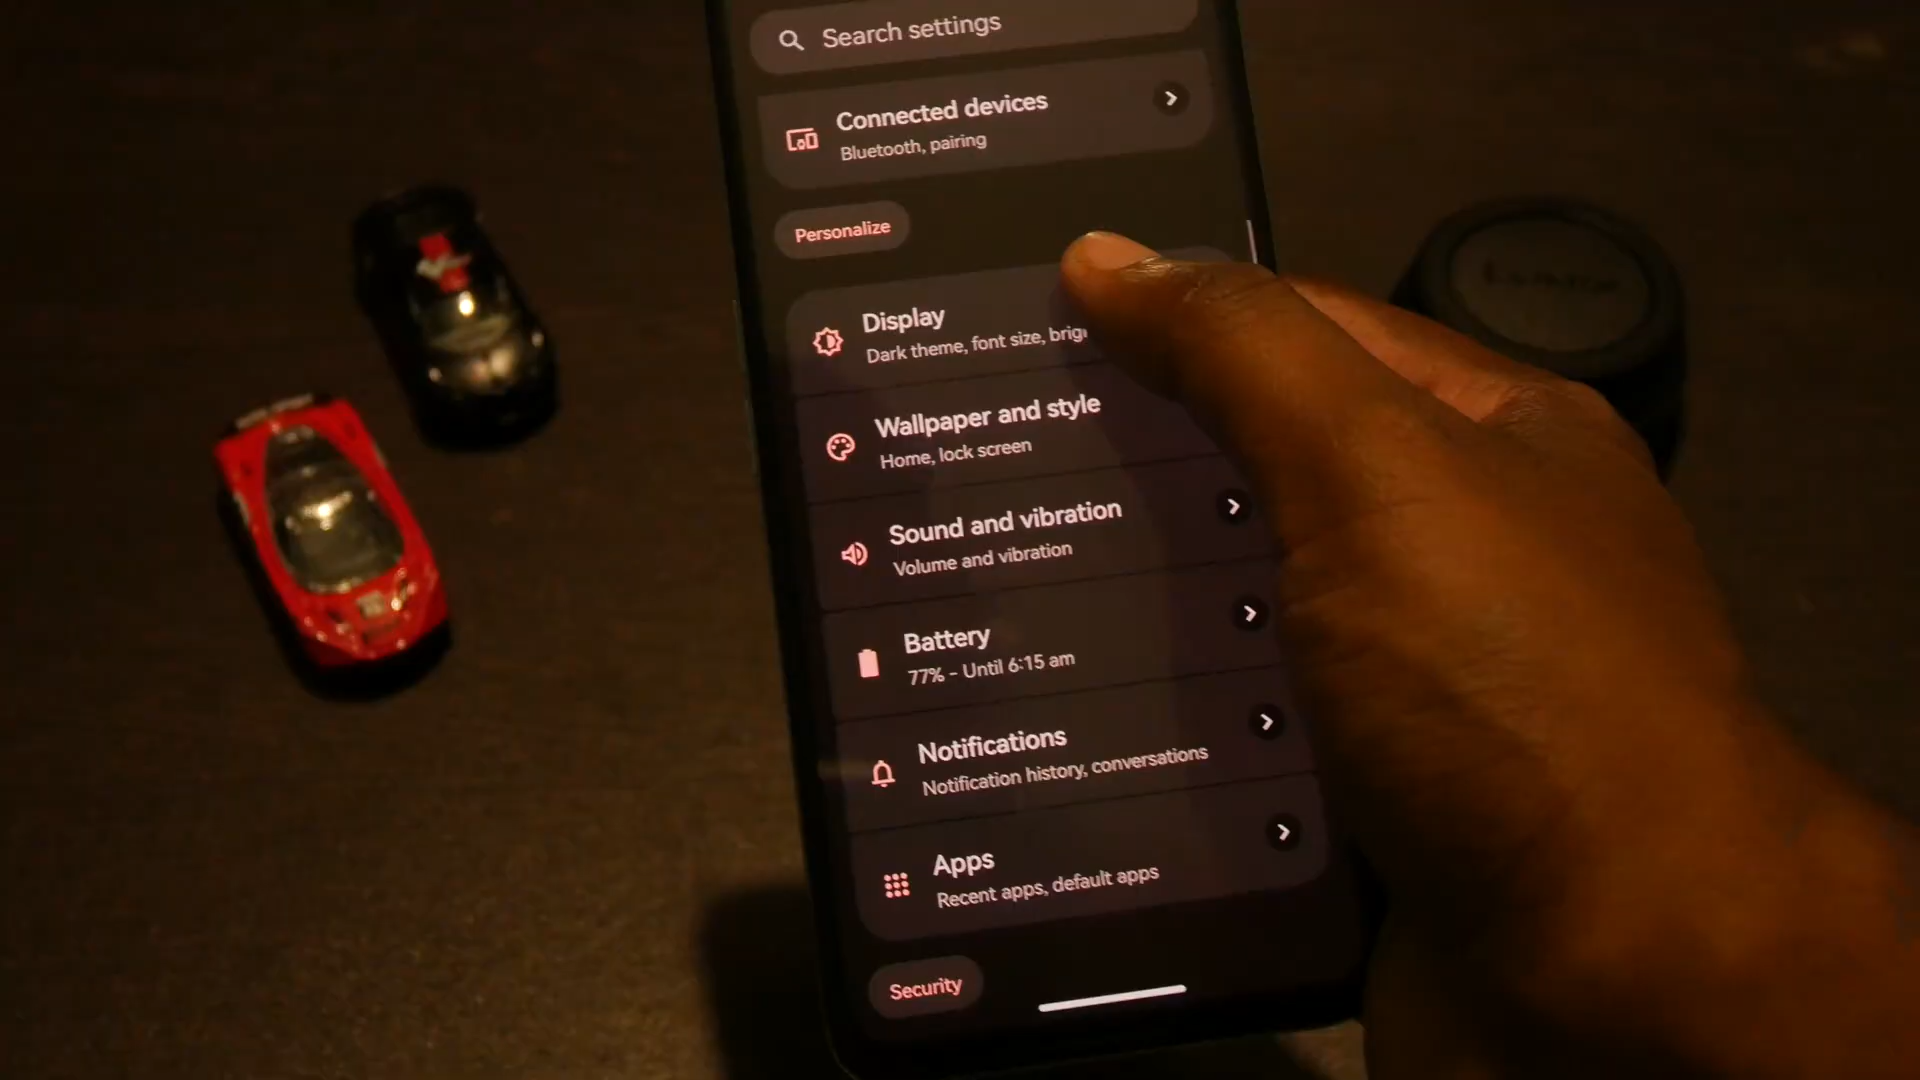 Search settings
Connected devices
Bluetooth, pairing
Personalize
Display
Dark theme, font size, brig
Wallpaper and style
Home, lock screen
Sound and vibration
Volume and vibration
Battery
77% - Until 6:15 am
Notifications
Notification history, conversations
Apps
Recent apps, default apps
Security